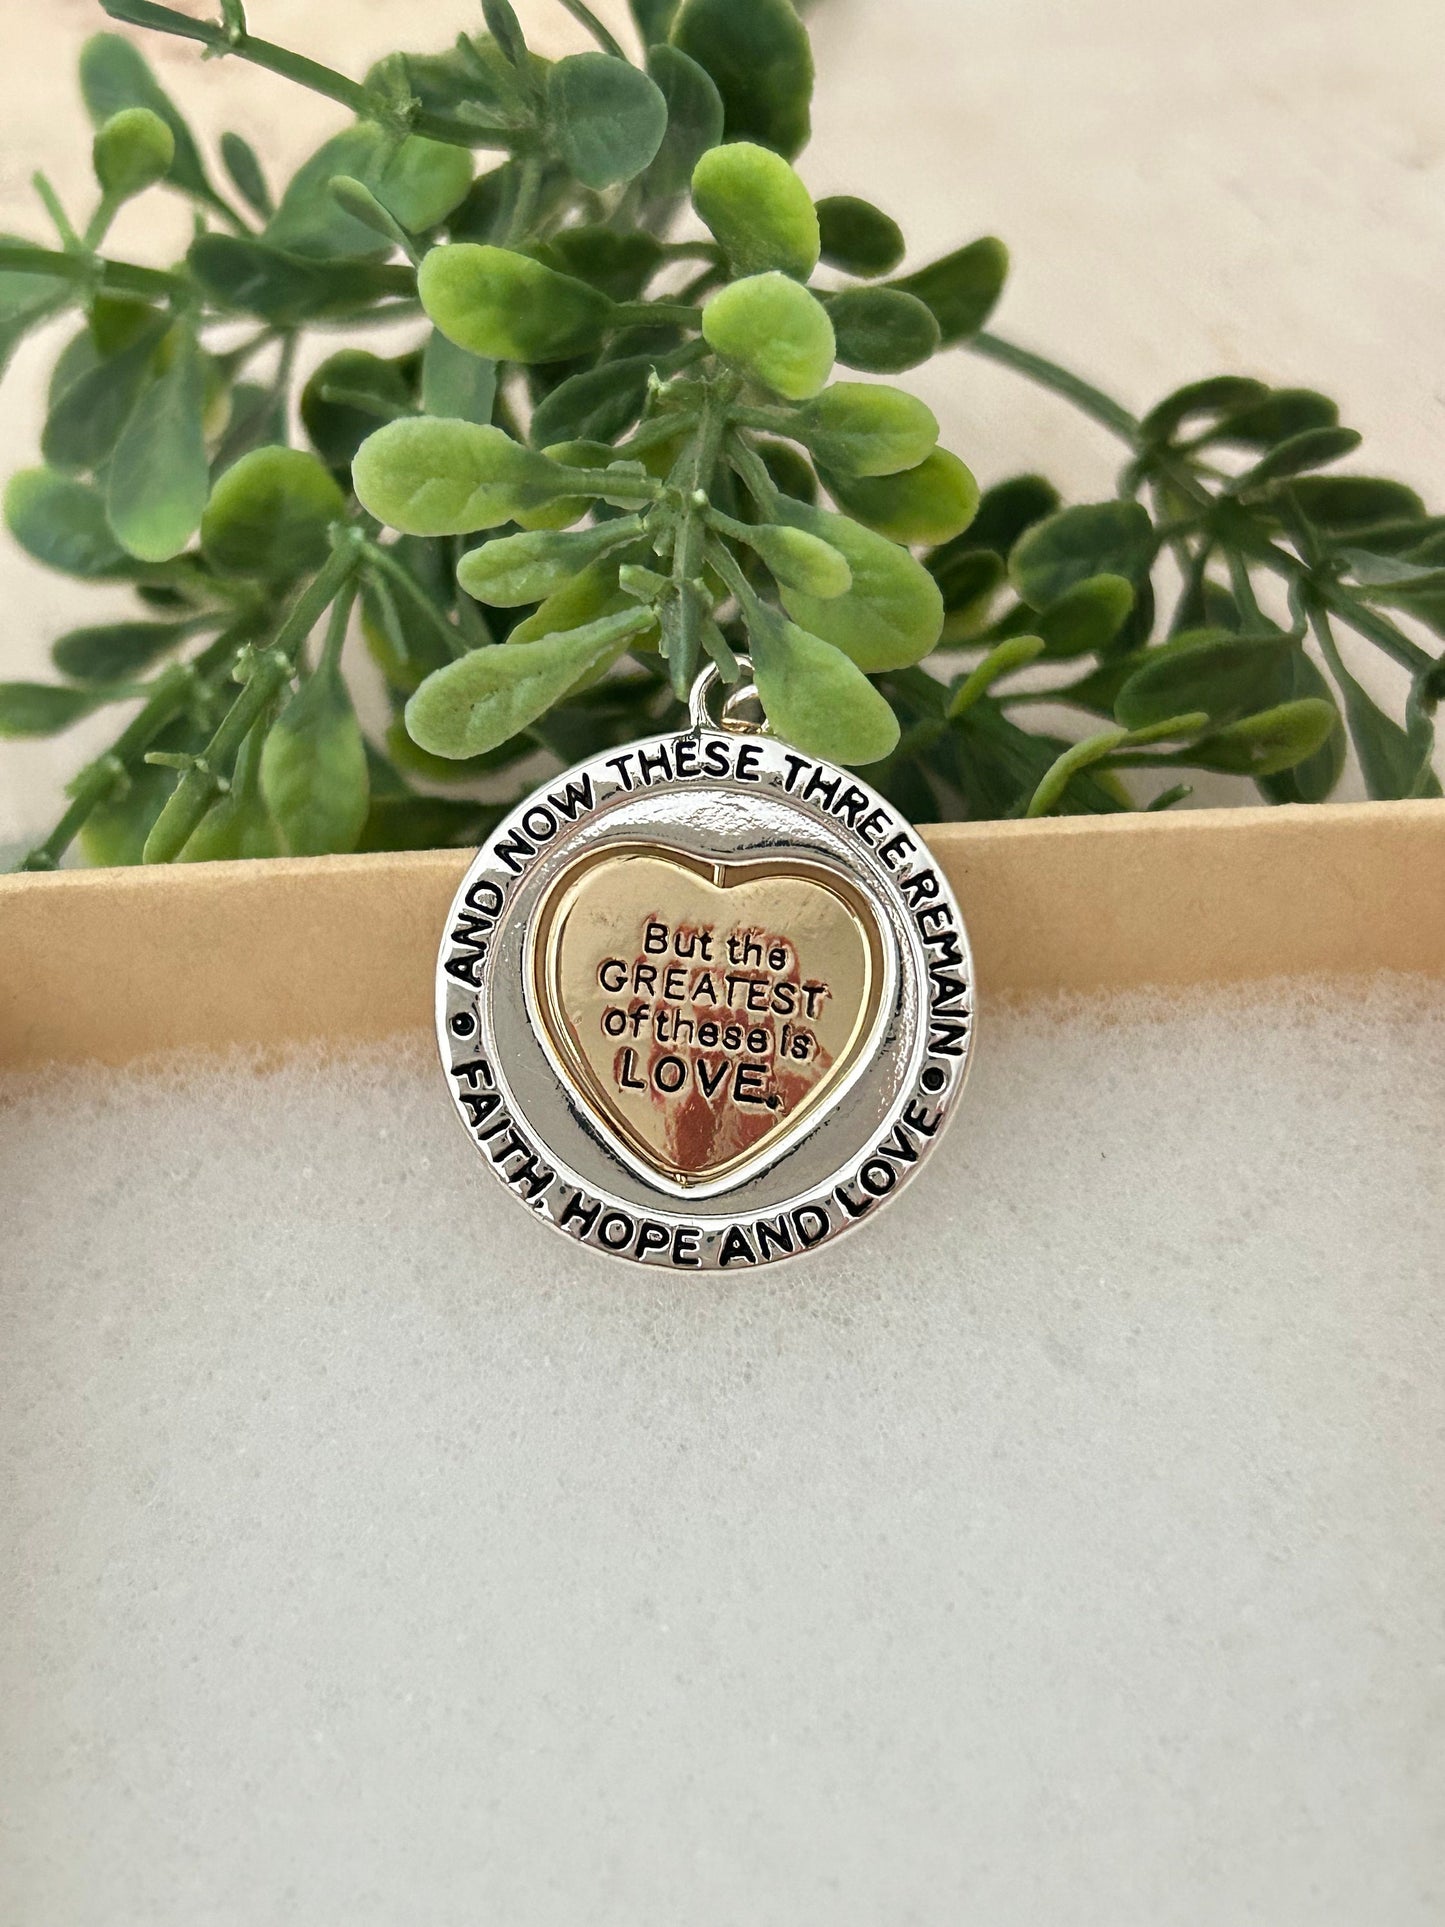 • AND NOW THESE THREE REMAIN •
FAITH, HOPE AND LOVE
But the
GREATEST
of these is
LOVE.